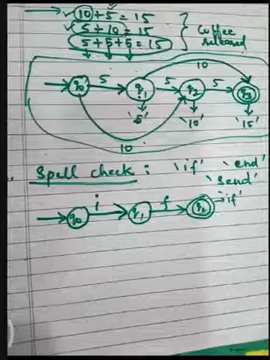 10 + 5 = 15
5 + 10 = 15
5 + 5 + 5 = 15
Coffee released
10
q0 5 q1 5 q2 5 q3
'5' '10' '15'
10
Spell check : 'if' 'end'
'send'
q0 i q1 f q2 'if'